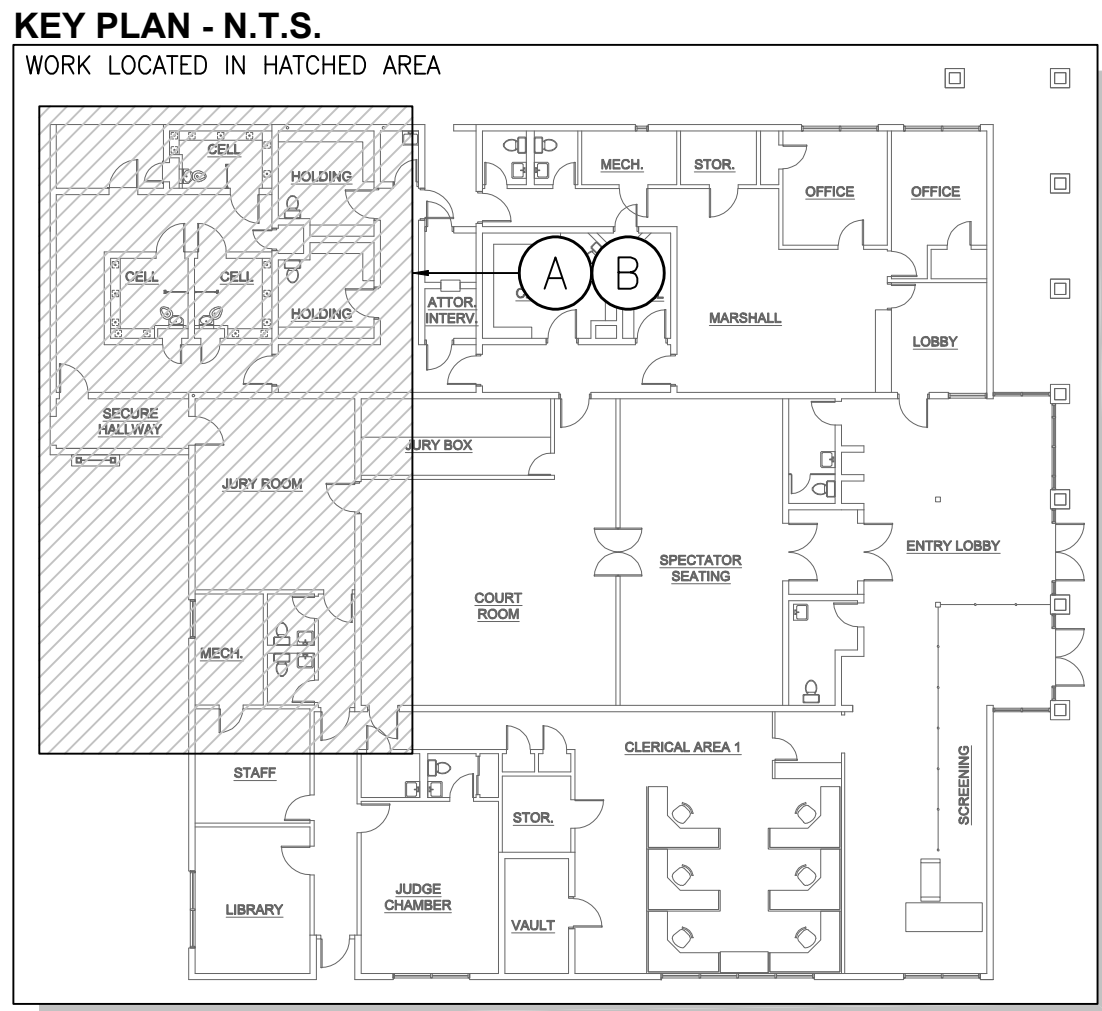 KEY PLAN - N.T.S.
WORK LOCATED IN HATCHED AREA
CELL
HOLDING
MECH.
STOR.
OFFICE
OFFICE
CELL
CELL
A
B
HOLDING
ATTOR.
INTERV.
MARSHALL
LOBBY
SECURE
HALLWAY
JURY BOX
JURY ROOM
SPECTATOR
SEATING
ENTRY LOBBY
COURT
ROOM
MECH.
STAFF
CLERICAL AREA 1
SCREENING
STOR.
JUDGE
CHAMBER
LIBRARY
VAULT